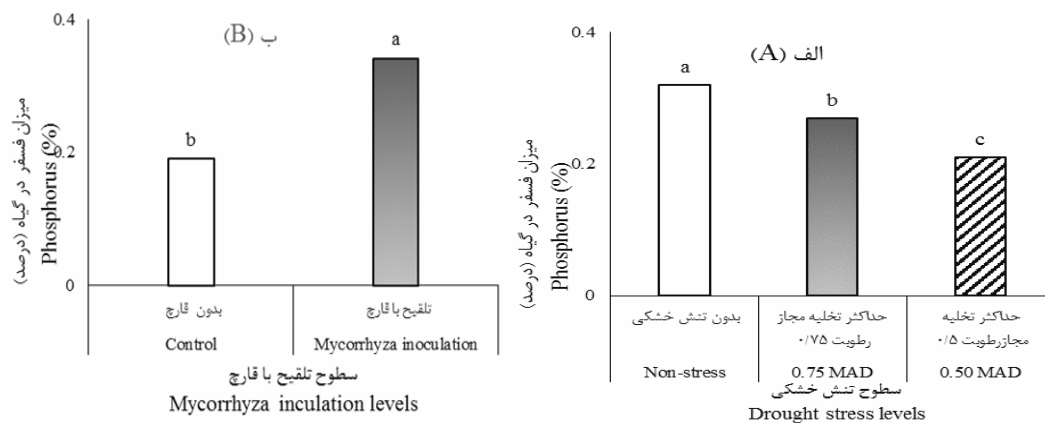 الف (A)
میزان فسفر در گیاه (درصد)
Phosphorus (%)
0.4
0.2
0
a
b
c
بدون تنش خشکی
حداکثر تخلیه مجاز
رطوبت ۰/۷۵
حداکثر تخلیه
مجازرطوبت ۰/۵
Non-stress
0.75 MAD
0.50 MAD
سطوح تنش خشکی
Drought stress levels
ب (B)
میزان فسفر در گیاه (درصد)
Phosphorus (%)
0.4
0.2
0
b
a
بدون قارچ
تلقیح باقارچ
Control
Mycorrhyza inoculation
سطوح تلقیح با قارچ
Mycorrhyza inculation levels